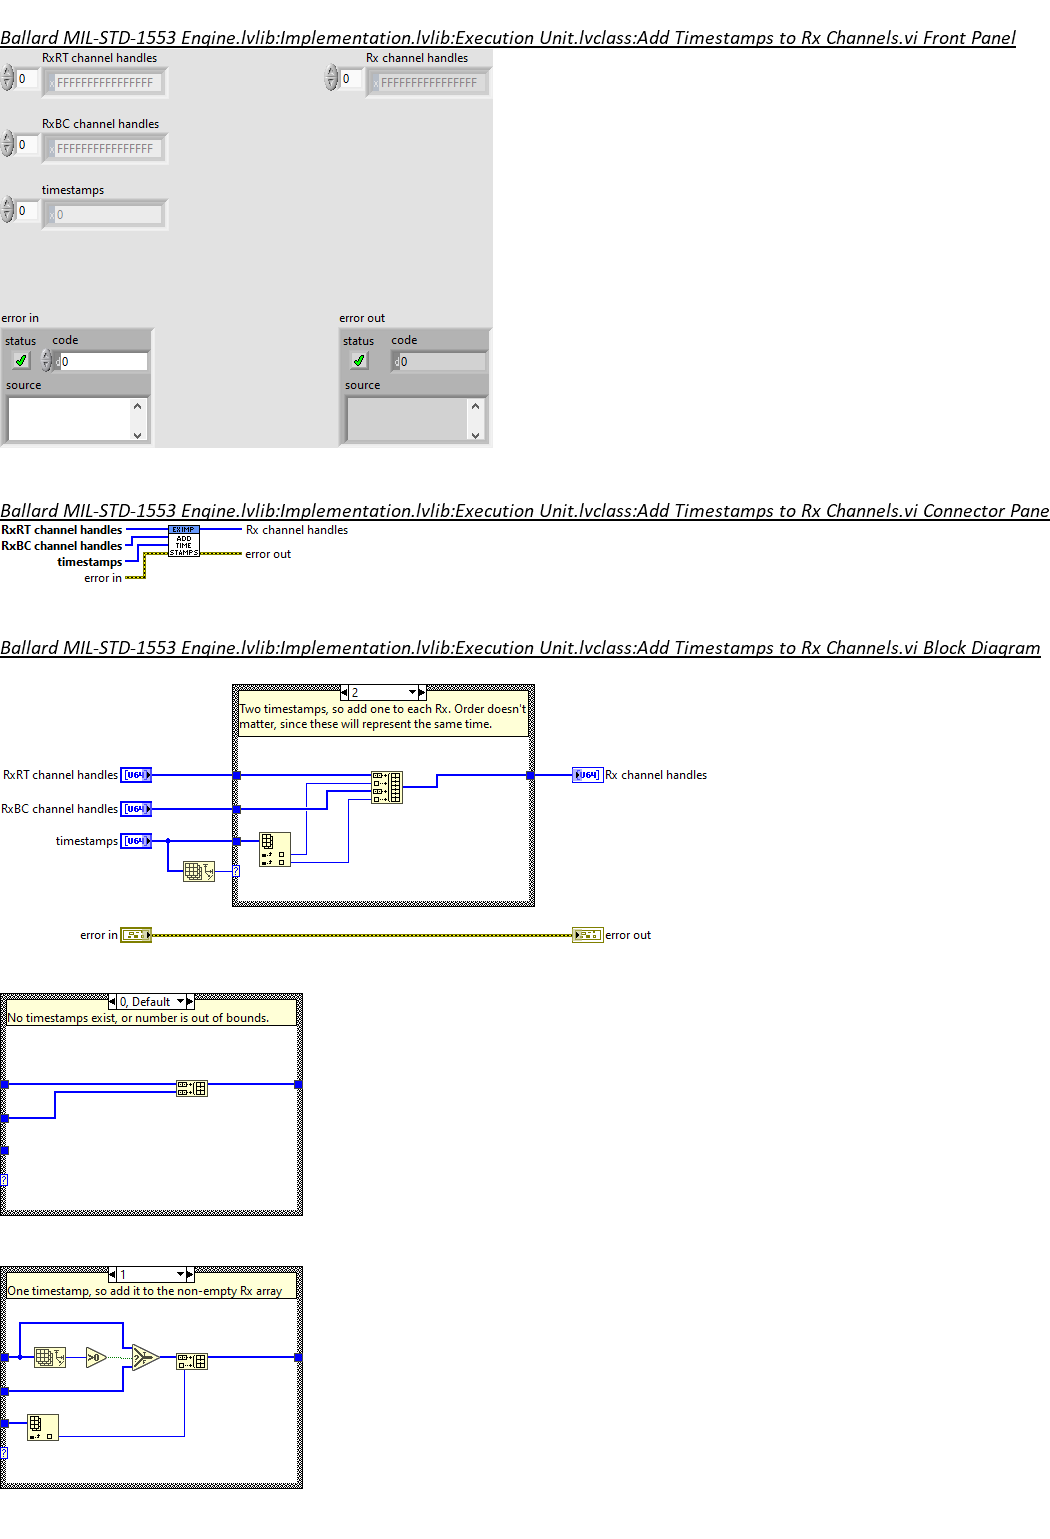 Ballard MIL-STD-1553 Engine.lvlib:Implementation.lvlib:Execution Unit.lvclass:Add Timestamps to Rx Channels.vi Front Panel
RxRT channel handles
Rx channel handles
0
x FFFFFFFFFFFFFFFF
0
x FFFFFFFFFFFFFFFF
RxBC channel handles
0
x FFFFFFFFFFFFFFFF
timestamps
0
x 0
error in
error out
status code
status code
d 0
d 0
source
source
Ballard MIL-STD-1553 Engine.lvlib:Implementation.lvlib:Execution Unit.lvclass:Add Timestamps to Rx Channels.vi Connector Pane
RxRT channel handles
RxBC channel handles
timestamps
error in
EXIMP
ADD
TIME
STAMPS
Rx channel handles
error out
Ballard MIL-STD-1553 Engine.lvlib:Implementation.lvlib:Execution Unit.lvclass:Add Timestamps to Rx Channels.vi Block Diagram
2
Two timestamps, so add one to each Rx. Order doesn't
matter, since these will represent the same time.
RxRT channel handles [U64]
U64] Rx channel handles
RxBC channel handles [U64]
timestamps [U64]
?
error in
error out
0, Default
No timestamps exist, or number is out of bounds.
?
1
One timestamp, so add it to the non-empty Rx array
>0
?
T
F
?